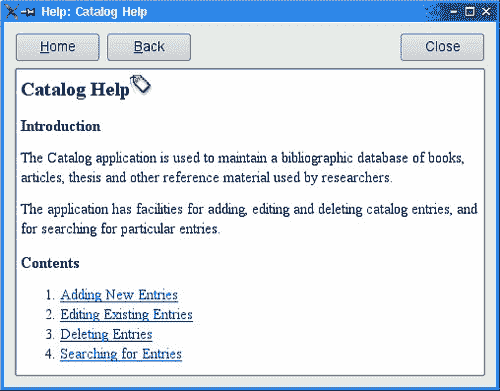 Help: Catalog Help
Home Back Close
Catalog Help
Introduction
The Catalog application is used to maintain a bibliographic database of books,
articles, thesis and other reference material used by researchers.
The application has facilities for adding, editing and deleting catalog entries, and
for searching for particular entries.
Contents
1. Adding New Entries
2. Editing Existing Entries
3. Deleting Entries
4. Searching for Entries